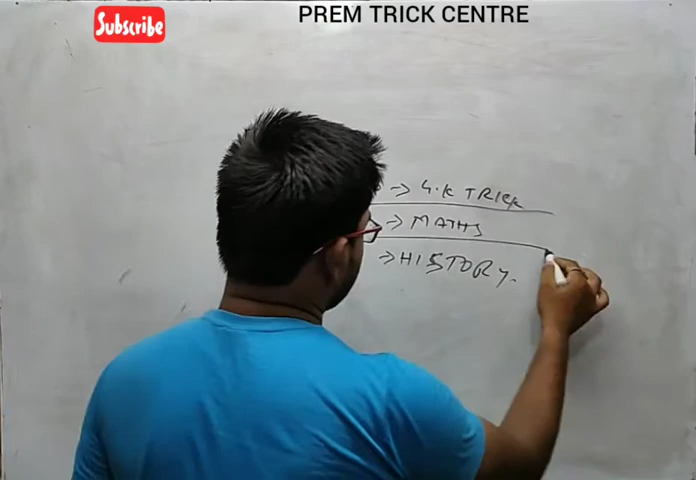 Subscribe
PREM TRICK CENTRE
→ G.K TRICK
→ MATHS
→ HISTORY.